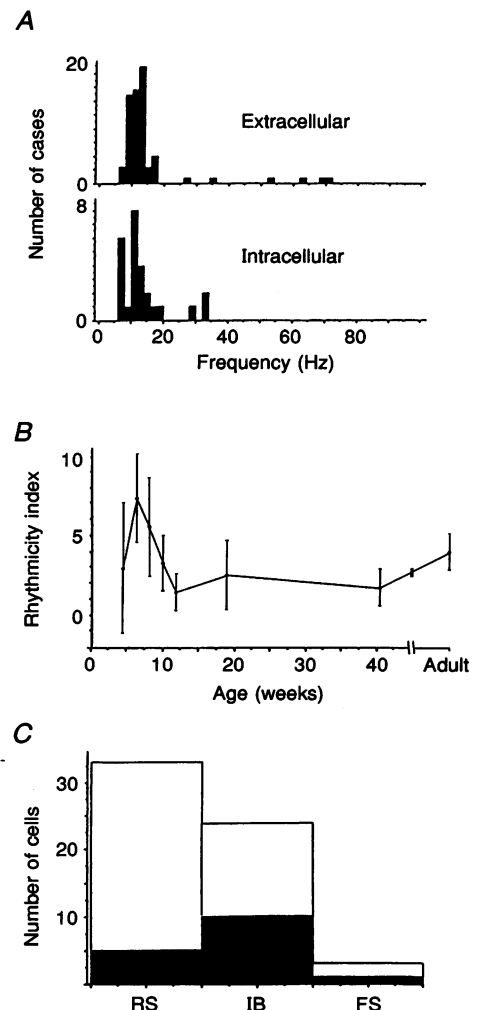 A
20
Extracellular
0
Number of cases
8
Intracellular
0
0 20 40 60 80
Frequency (Hz)
B
10
5
0
Rhythmicity index
0 10 20 30 40 Adult
Age (weeks)
C
30
20
10
Number of cells
RS IB FS